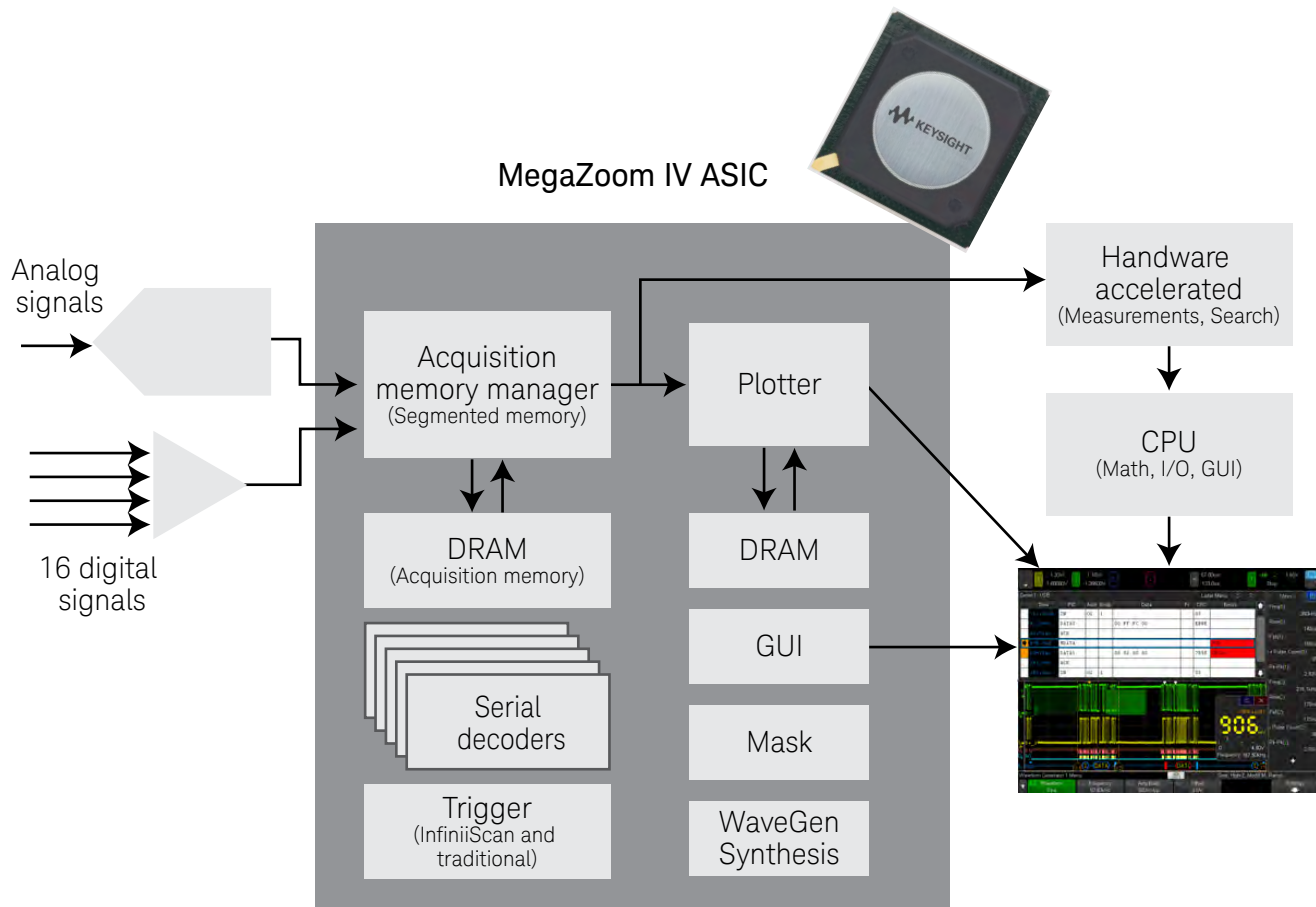 KEYSIGHT
MegaZoom IV ASIC
Analog
signals
16 digital
signals
Acquisition
memory manager
(Segmented memory)
DRAM
(Acquisition memory)
Serial
decoders
Trigger
(InfiniiScan and
traditional)
Plotter
DRAM
GUI
Mask
WaveGen
Synthesis
Hardware
accelerated
(Measurements, Search)
CPU
(Math, I/O, GUI)
906